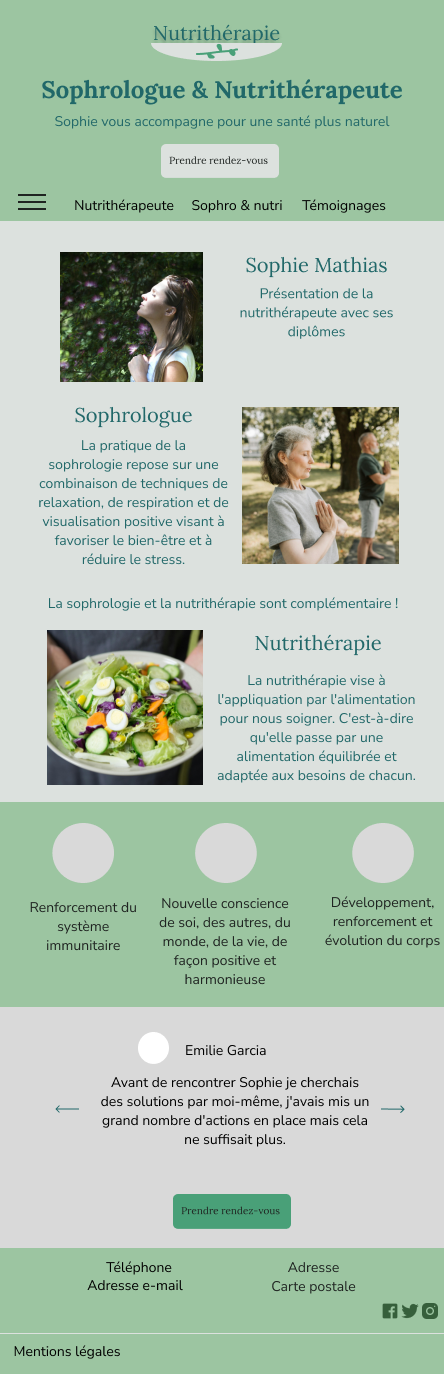 Nutrithérapie
Sophrologue & Nutrithérapeute
Sophie vous accompagne pour une santé plus naturel
Prendre rendez-vous
Nutrithérapeute Sophro & nutri Témoignages
Sophie Mathias
Présentation de la
nutrithérapeute avec ses
diplômes
Sophrologue
La pratique de la
sophrologie repose sur une
combinaison de techniques de
relaxation, de respiration et de
visualisation positive visant à
favoriser le bien-être et à
réduire le stress.
La sophrologie et la nutrithérapie sont complémentaire !
Nutrithérapie
La nutrithérapie vise à
l'appliquation par l'alimentation
pour nous soigner. C'est-à-dire
qu'elle passe par une
alimentation équilibrée et
adaptée aux besoins de chacun.
Renforcement du
système
immunitaire
Nouvelle conscience
de soi, des autres, du
monde, de la vie, de
façon positive et
harmonieuse
Développement,
renforcement et
évolution du corps
Emilie Garcia
Avant de rencontrer Sophie je cherchais
des solutions par moi-même, j'avais mis un
grand nombre d'actions en place mais cela
ne suffisait plus.
Prendre rendez-vous
Téléphone
Adresse e-mail
Adresse
Carte postale
Mentions légales